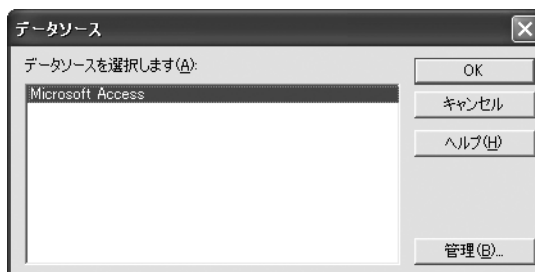 データソース
データソースを選択します(A):
Microsoft Access
OK
キャンセル
ヘルプ(H)
管理(B)...